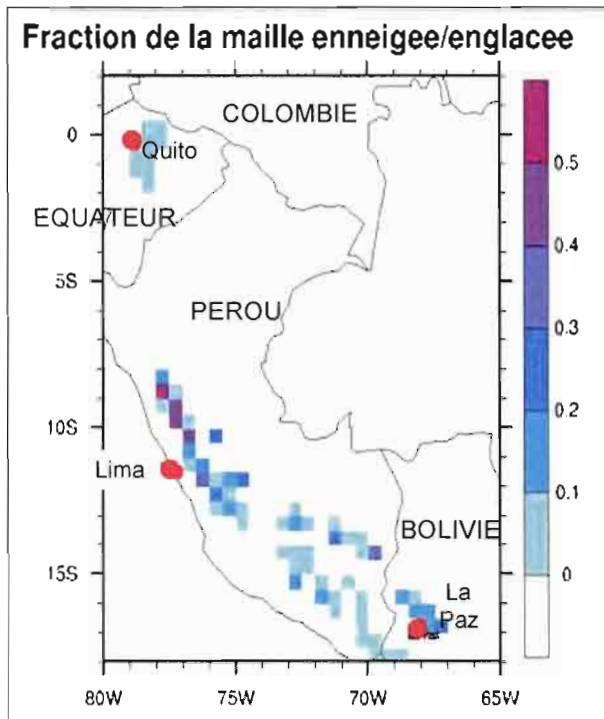 Fraction de la maille enneigee/englacee
COLOMBIE
0
Quito
0.5
EQUATEUR
0.4
5S
PEROU
0.3
0.2
10S
Lima
0.1
BOLIVIE
15S
La
Paz
0
80W
75W
70W
65W